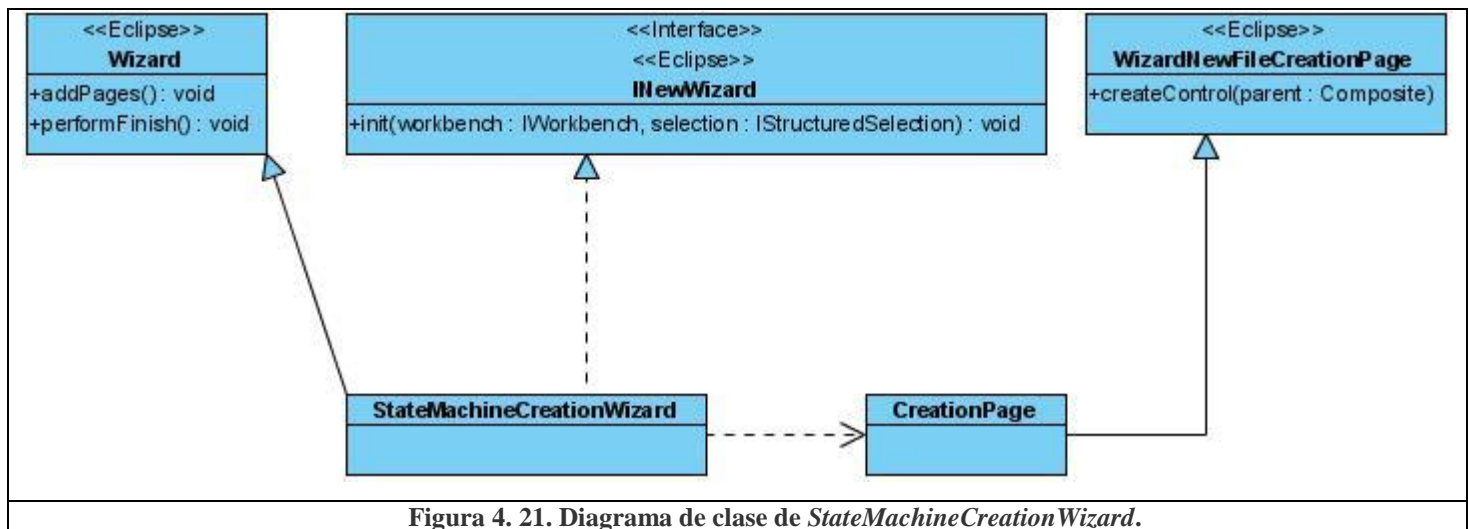 <<Eclipse>>
Wizard
+addPages() : void
+performFinish() : void
<<Interface>>
<<Eclipse>>
INewWizard
+init(workbench : IWorkbench, selection : IStructuredSelection) : void
<<Eclipse>>
WizardNewFileCreationPage
+createControl(parent : Composite)
StateMachineCreationWizard
CreationPage
Figura 4. 21. Diagrama de clase de StateMachineCreationWizard.